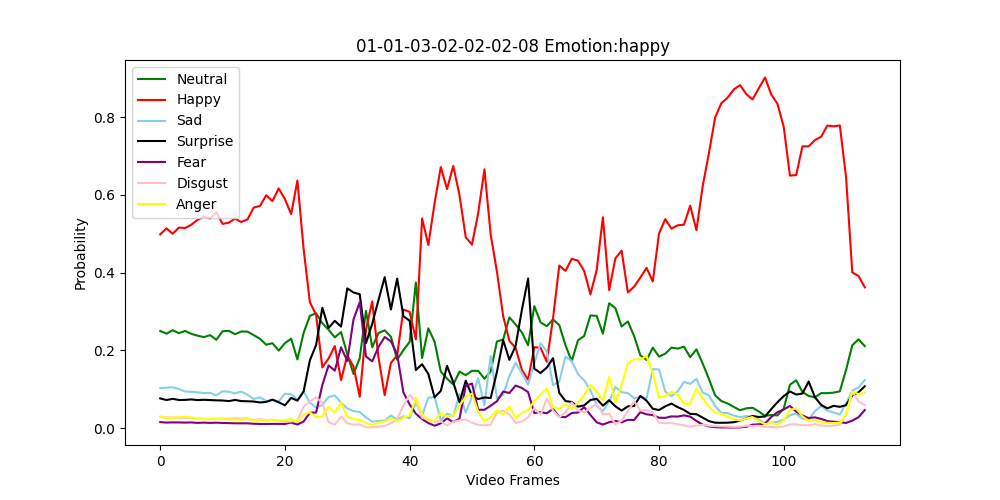 01-01-03-02-02-02-08 Emotion:happy
Neutral
Happy
Sad
Surprise
Fear
Disgust
Anger
Probability
0.8
0.6
0.4
0.2
0.0
0 20 40 60 80 100
Video Frames